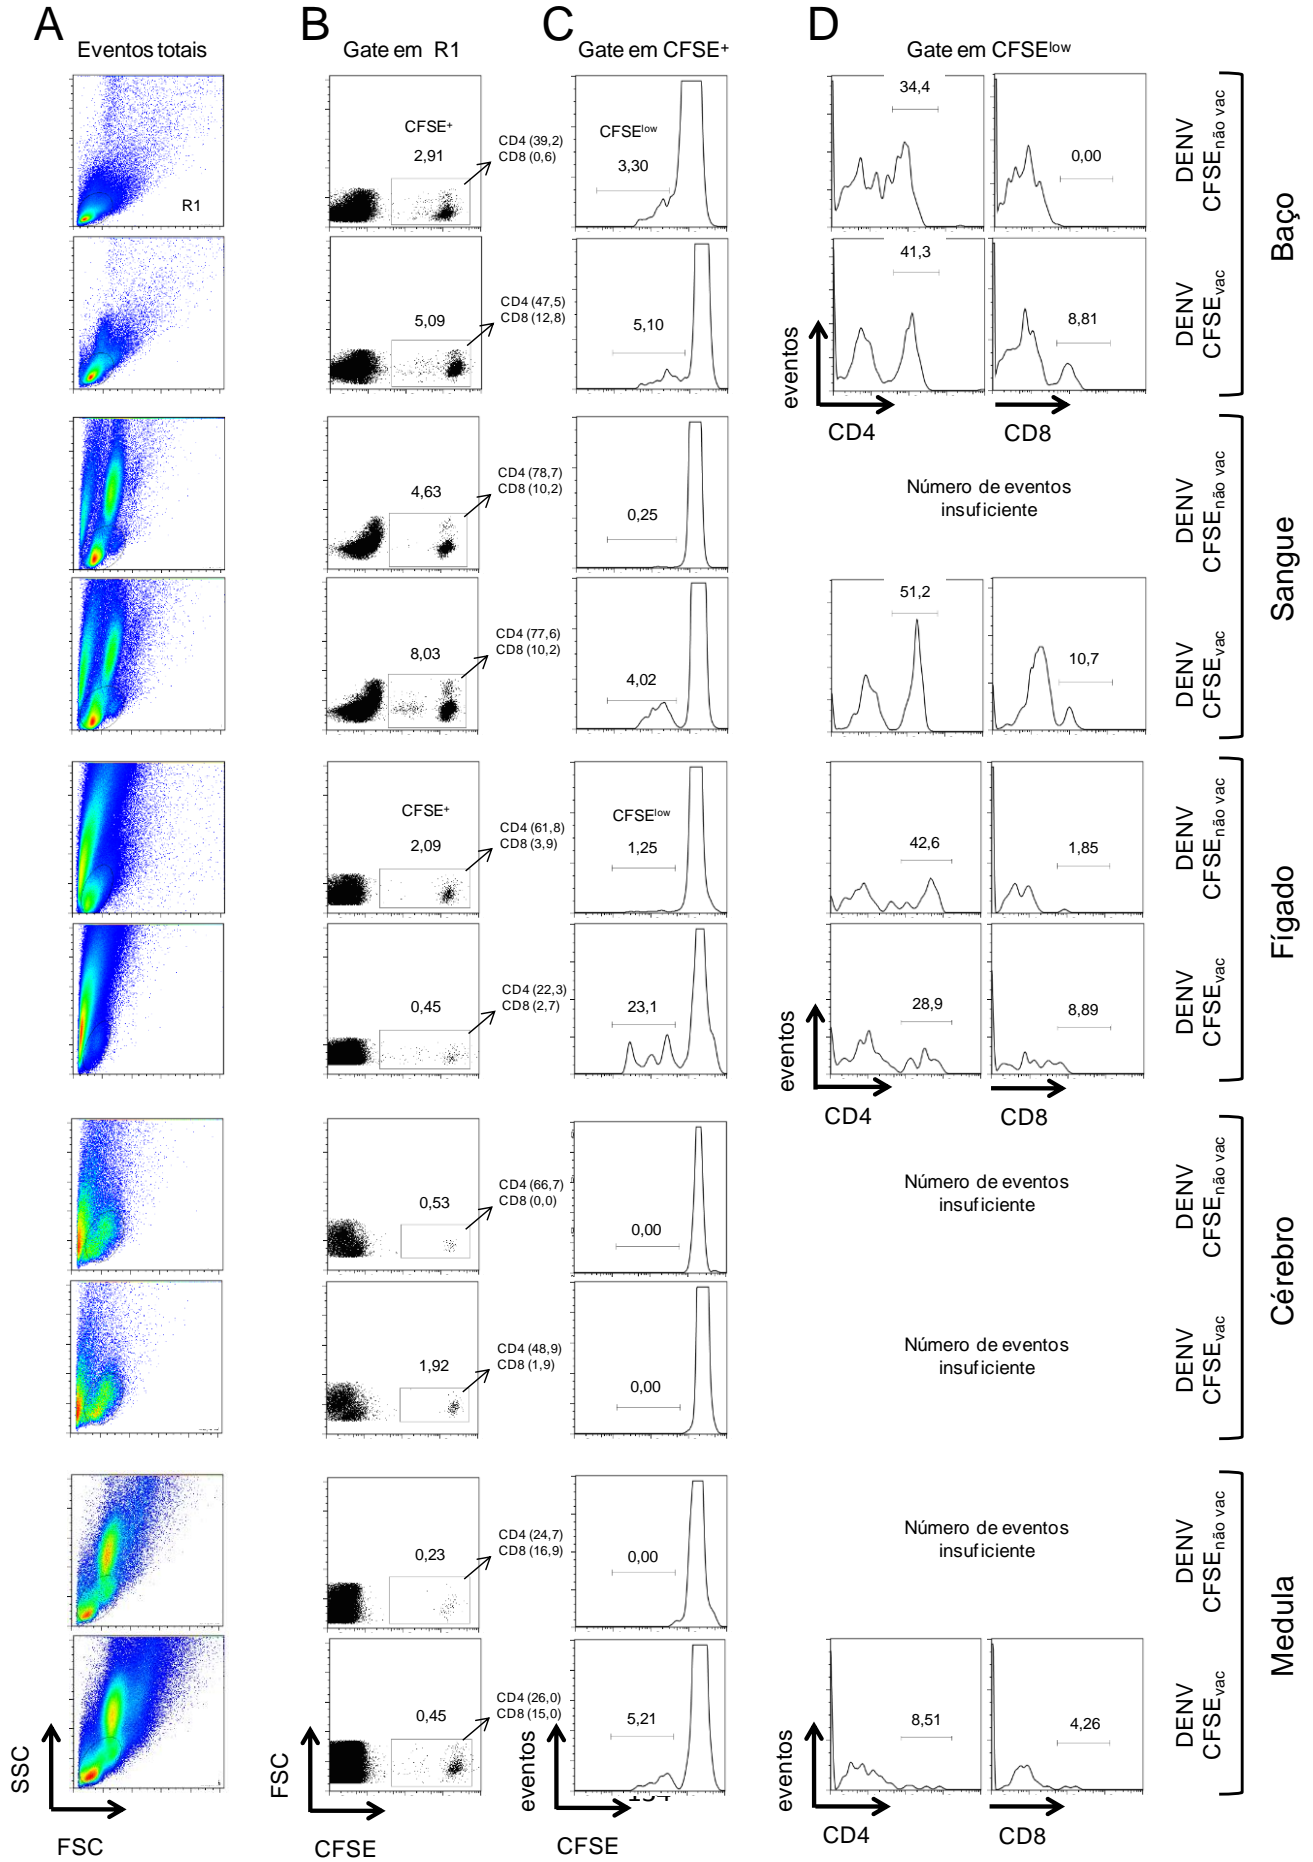 A
B
C
D
Eventos totais
Gate em R1
Gate em CFSE+
Gate em CFSElow
R1
CFSE+
2,91
CD4 (39,2)
CD8 (0,6)
CFSElow
3,30
34,4
0,00
DENV
CFSEnão vac
5,09
CD4 (47,5)
CD8 (12,8)
5,10
41,3
8,81
DENV
CFSEvac
Baço
eventos
CD4
CD8
4,63
CD4 (78,7)
CD8 (10,2)
0,25
Número de eventos
insuficiente
DENV
CFSEnão vac
8,03
CD4 (77,6)
CD8 (10,2)
4,02
51,2
10,7
DENV
CFSEvac
Sangue
CFSE+
2,09
CD4 (61,8)
CD8 (3,9)
CFSElow
1,25
42,6
1,85
DENV
CFSEnão vac
0,45
CD4 (22,3)
CD8 (2,7)
23,1
28,9
8,89
DENV
CFSEvac
Fígado
eventos
CD4
CD8
0,53
CD4 (66,7)
CD8 (0,0)
0,00
Número de eventos
insuficiente
DENV
CFSEnão vac
1,92
CD4 (48,9)
CD8 (1,9)
0,00
Número de eventos
insuficiente
DENV
CFSEvac
Cérebro
0,23
CD4 (24,7)
CD8 (16,9)
0,00
Número de eventos
insuficiente
DENV
CFSEnão vac
0,45
CD4 (26,0)
CD8 (15,0)
5,21
8,51
4,26
DENV
CFSEvac
Medula
SSC
FSC
FSC
CFSE
eventos
CFSE
eventos
CD4
CD8